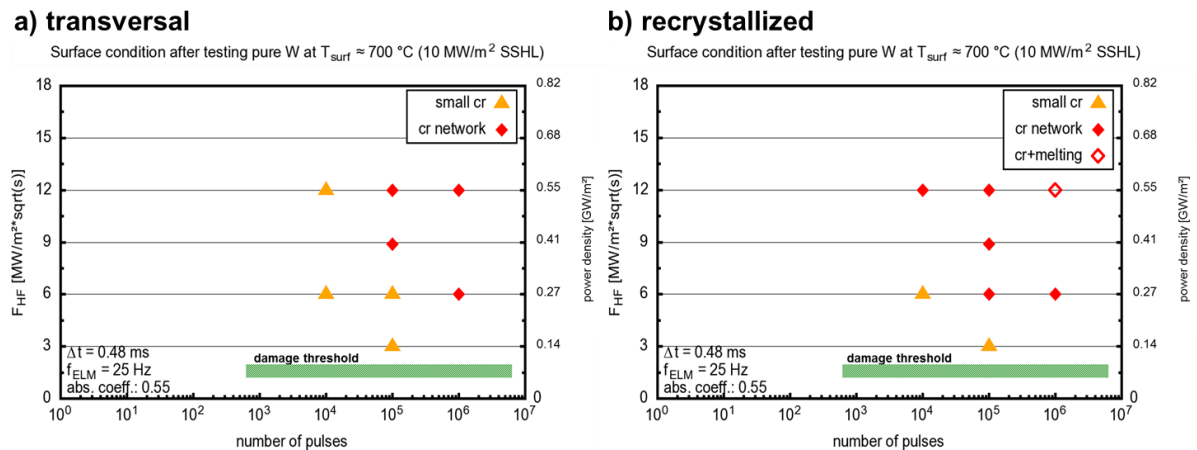 a) transversal
Surface condition after testing pure W at Tsurf ≈ 700 °C (10 MW/m² SSHL)
18
15
12
9
6
3
0
FHF [MW/m²*sqrt(s)]
0.82
0.68
0.55
0.41
0.27
0.14
0
power density [GW/m²]
small cr
cr network
Δt = 0.48 ms
fELM = 25 Hz
abs. coeff.: 0.55
damage threshold
10⁰ 10¹ 10² 10³ 10⁴ 10⁵ 10⁶ 10⁷
number of pulses
b) recrystallized
Surface condition after testing pure W at Tsurf ≈ 700 °C (10 MW/m² SSHL)
18
15
12
9
6
3
0
FHF [MW/m²*sqrt(s)]
0.82
0.68
0.55
0.41
0.27
0.14
0
power density [GW/m²]
small cr
cr network
cr+melting
Δt = 0.48 ms
fELM = 25 Hz
abs. coeff.: 0.55
damage threshold
10⁰ 10¹ 10² 10³ 10⁴ 10⁵ 10⁶ 10⁷
number of pulses